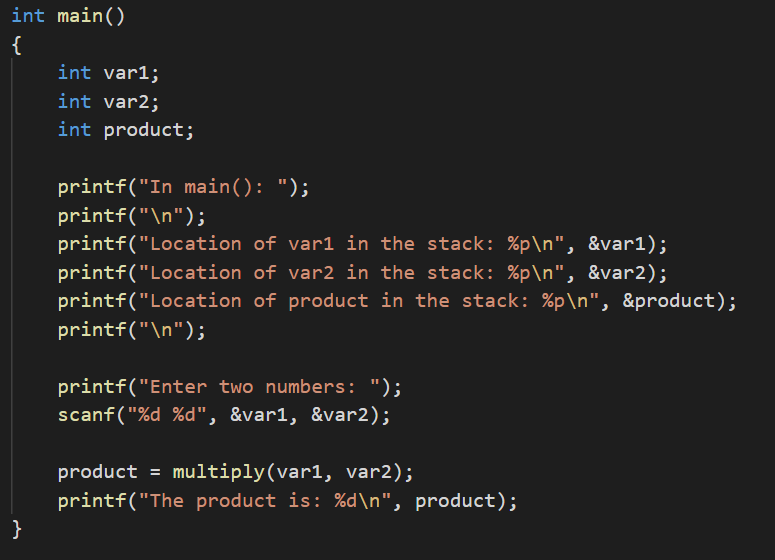 int main()
{
    int var1;
    int var2;
    int product;

    printf("In main(): ");
    printf("\n");
    printf("Location of var1 in the stack: %p\n", &var1);
    printf("Location of var2 in the stack: %p\n", &var2);
    printf("Location of product in the stack: %p\n", &product);
    printf("\n");

    printf("Enter two numbers: ");
    scanf("%d %d", &var1, &var2);

    product = multiply(var1, var2);
    printf("The product is: %d\n", product);
}